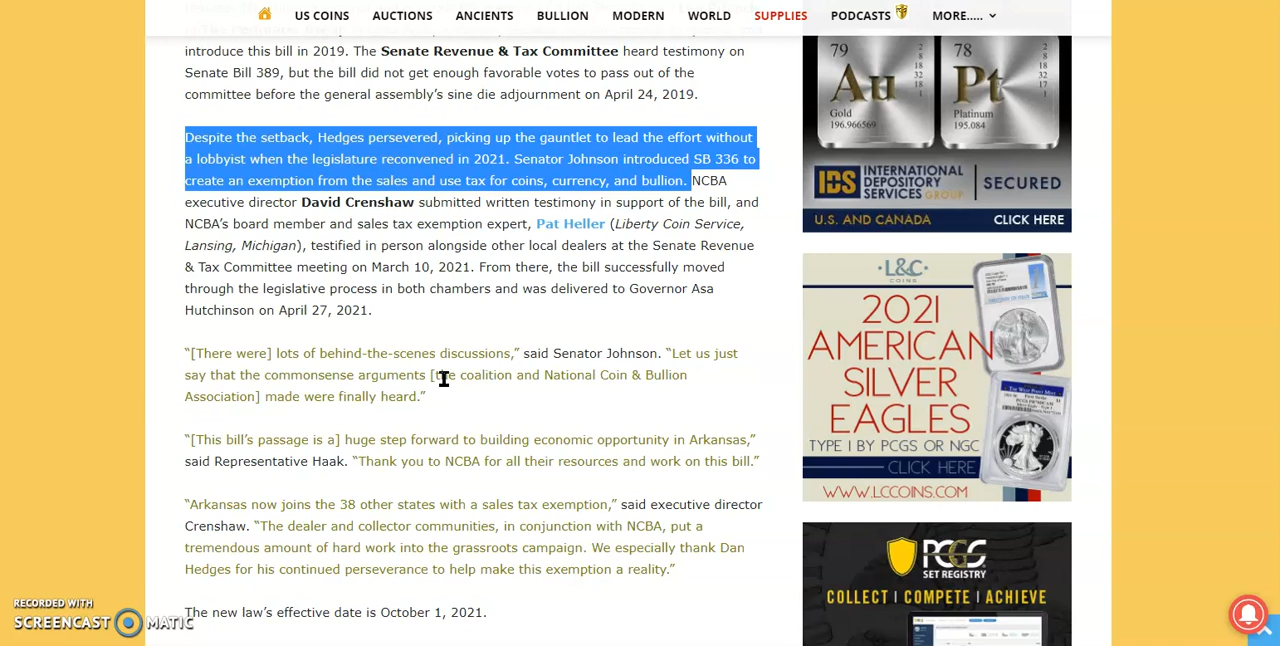 US COINS AUCTIONS ANCIENTS BULLION MODERN WORLD SUPPLIES PODCASTS MORE.....
introduce this bill in 2019. The Senate Revenue & Tax Committee heard testimony on
Senate Bill 389, but the bill did not get enough favorable votes to pass out of the
committee before the general assembly’s sine die adjournment on April 24, 2019.
Despite the setback, Hedges persevered, picking up the gauntlet to lead the effort without
a lobbyist when the legislature reconvened in 2021. Senator Johnson introduced SB 336 to
create an exemption from the sales and use tax for coins, currency, and bullion. NCBA
executive director David Crenshaw submitted written testimony in support of the bill, and
NCBA’s board member and sales tax exemption expert, Pat Heller (Liberty Coin Service,
Lansing, Michigan), testified in person alongside other local dealers at the Senate Revenue
& Tax Committee meeting on March 10, 2021. From there, the bill successfully moved
through the legislative process in both chambers and was delivered to Governor Asa
Hutchinson on April 27, 2021.
“[There were] lots of behind-the-scenes discussions,” said Senator Johnson. “Let us just
say that the commonsense arguments [the coalition and National Coin & Bullion
Association] made were finally heard.”
“[This bill’s passage is a] huge step forward to building economic opportunity in Arkansas,”
said Representative Haak. “Thank you to NCBA for all their resources and work on this bill.”
“Arkansas now joins the 38 other states with a sales tax exemption,” said executive director
Crenshaw. “The dealer and collector communities, in conjunction with NCBA, put a
tremendous amount of hard work into the grassroots campaign. We especially thank Dan
Hedges for his continued perseverance to help make this exemption a reality.”
The new law’s effective date is October 1, 2021.
79 78
Au Pt
Gold Platinum
196.966569 195.084
IDS INTERNATIONAL
DEPOSITORY
SERVICES GROUP SECURED
U.S. AND CANADA CLICK HERE
L&C
COINS
2021
AMERICAN
SILVER
EAGLES
TYPE I BY PCGS OR NGC
CLICK HERE
WWW.LCCOINS.COM
PCGS
SET REGISTRY
COLLECT | COMPETE | ACHIEVE
RECORDED WITH
SCREENCAST MATIC